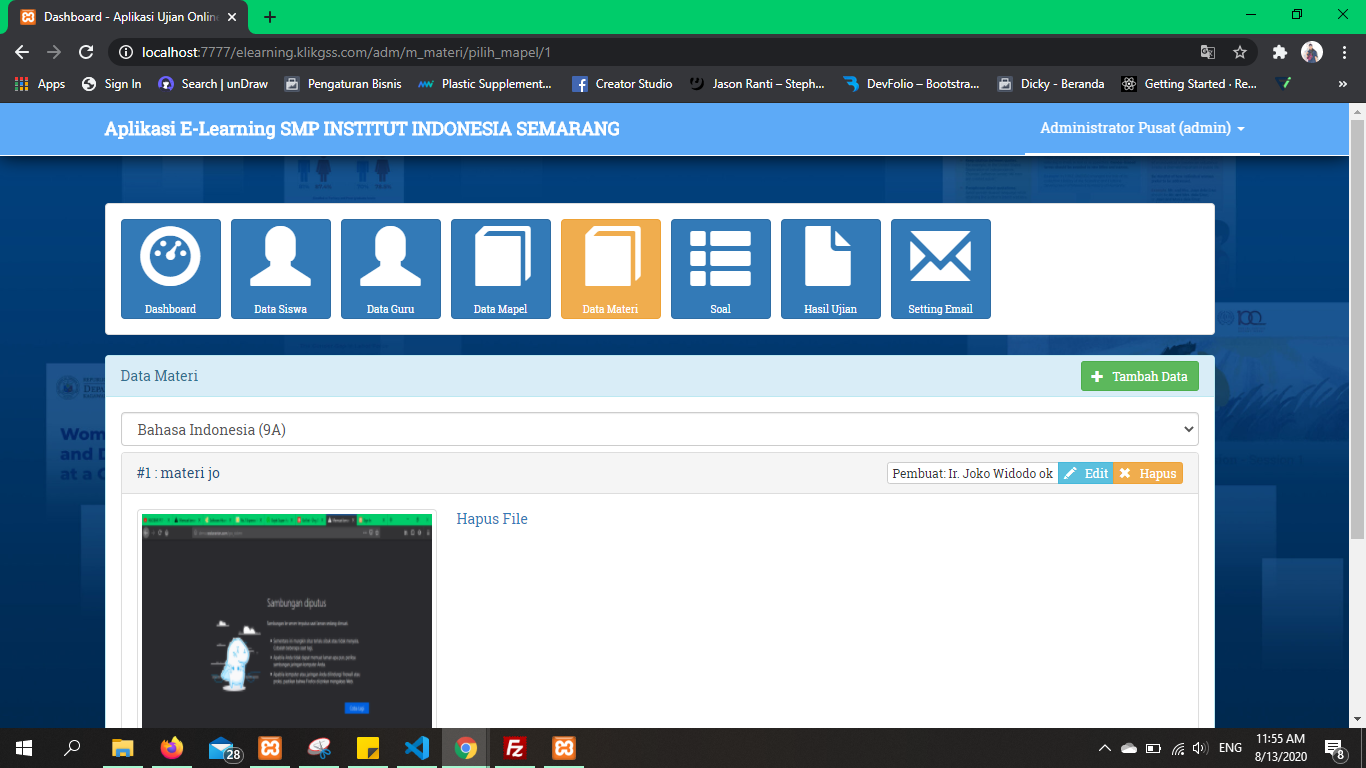 Dashboard - Aplikasi Ujian Online
localhost:7777/elearning.klikgss.com/adm/m_materi/pilih_mapel/1
Apps
Sign In
Search | unDraw
Pengaturan Bisnis
Plastic Supplement...
Creator Studio
Jason Ranti – Steph...
DevFolio – Bootstra...
Dicky - Beranda
Getting Started · Re...
»
Aplikasi E-Learning SMP INSTITUT INDONESIA SEMARANG
Administrator Pusat (admin)
Dashboard
Data Siswa
Data Guru
Data Mapel
Data Materi
Soal
Hasil Ujian
Setting Email
Data Materi
Tambah Data
Bahasa Indonesia (9A)
#1 : materi jo
Pembuat: Ir. Joko Widodo ok
Edit
Hapus
Hapus File
Sambungan diputus
28
ENG
11:55 AM
8/13/2020
8